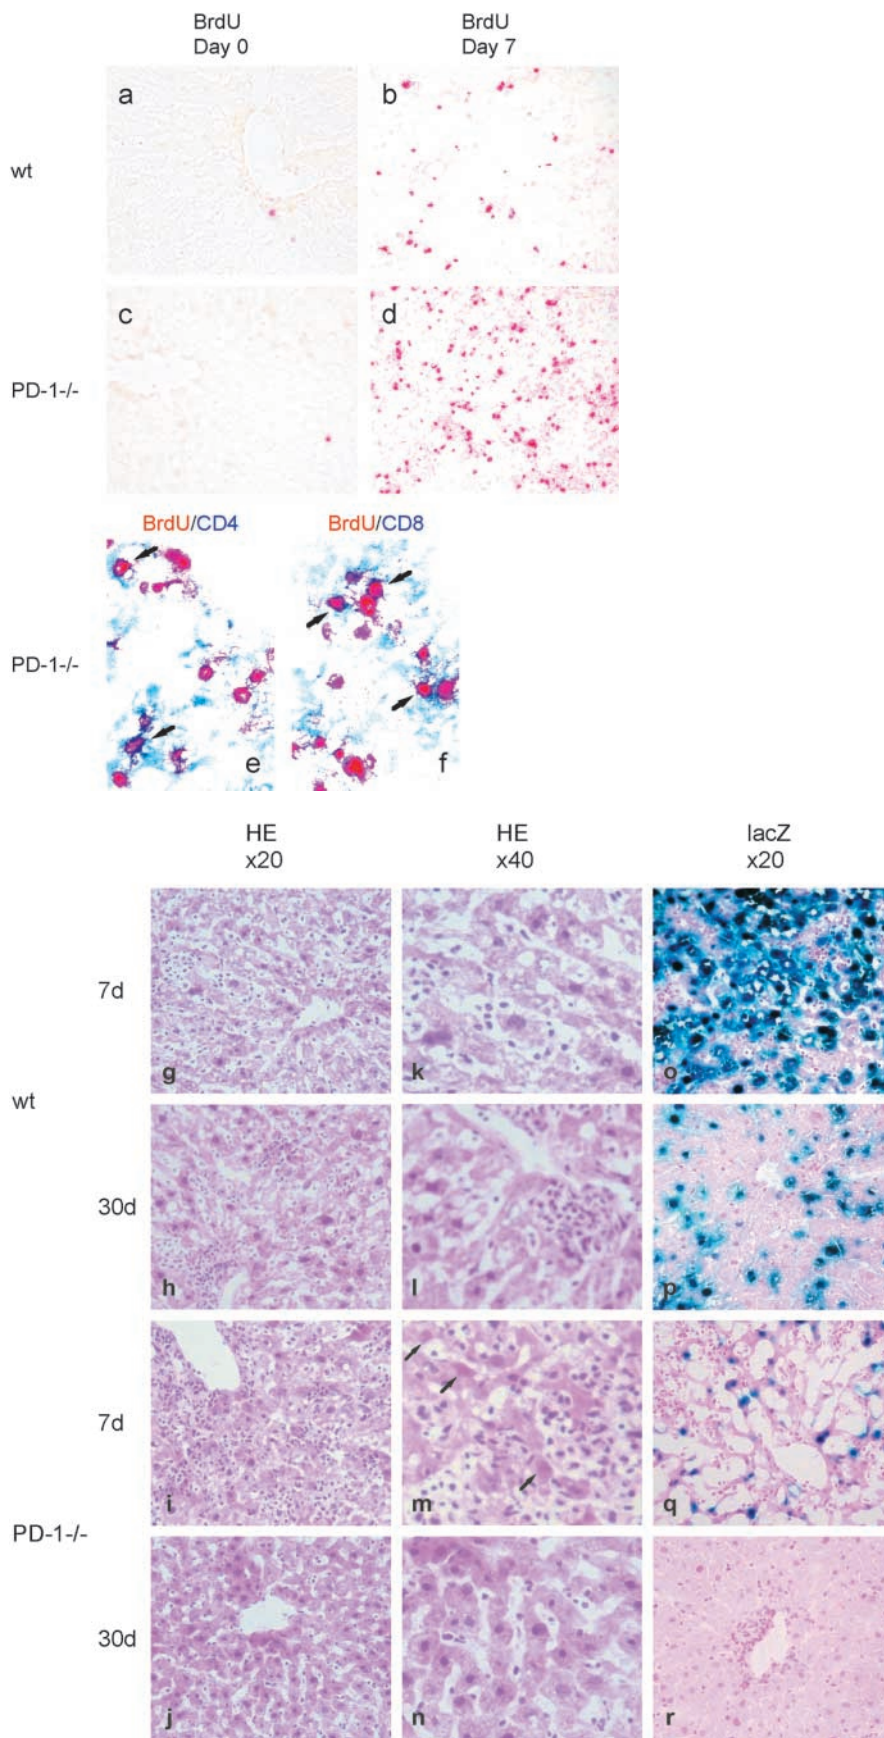 BrdU
Day 0
BrdU
Day 7
wt
a
b
PD-1-/-
c
d
BrdU/CD4
BrdU/CD8
PD-1-/-
e
f
HE
x20
HE
x40
lacZ
x20
wt
7d
g
k
o
30d
h
l
p
PD-1-/-
7d
i
m
q
30d
j
n
r